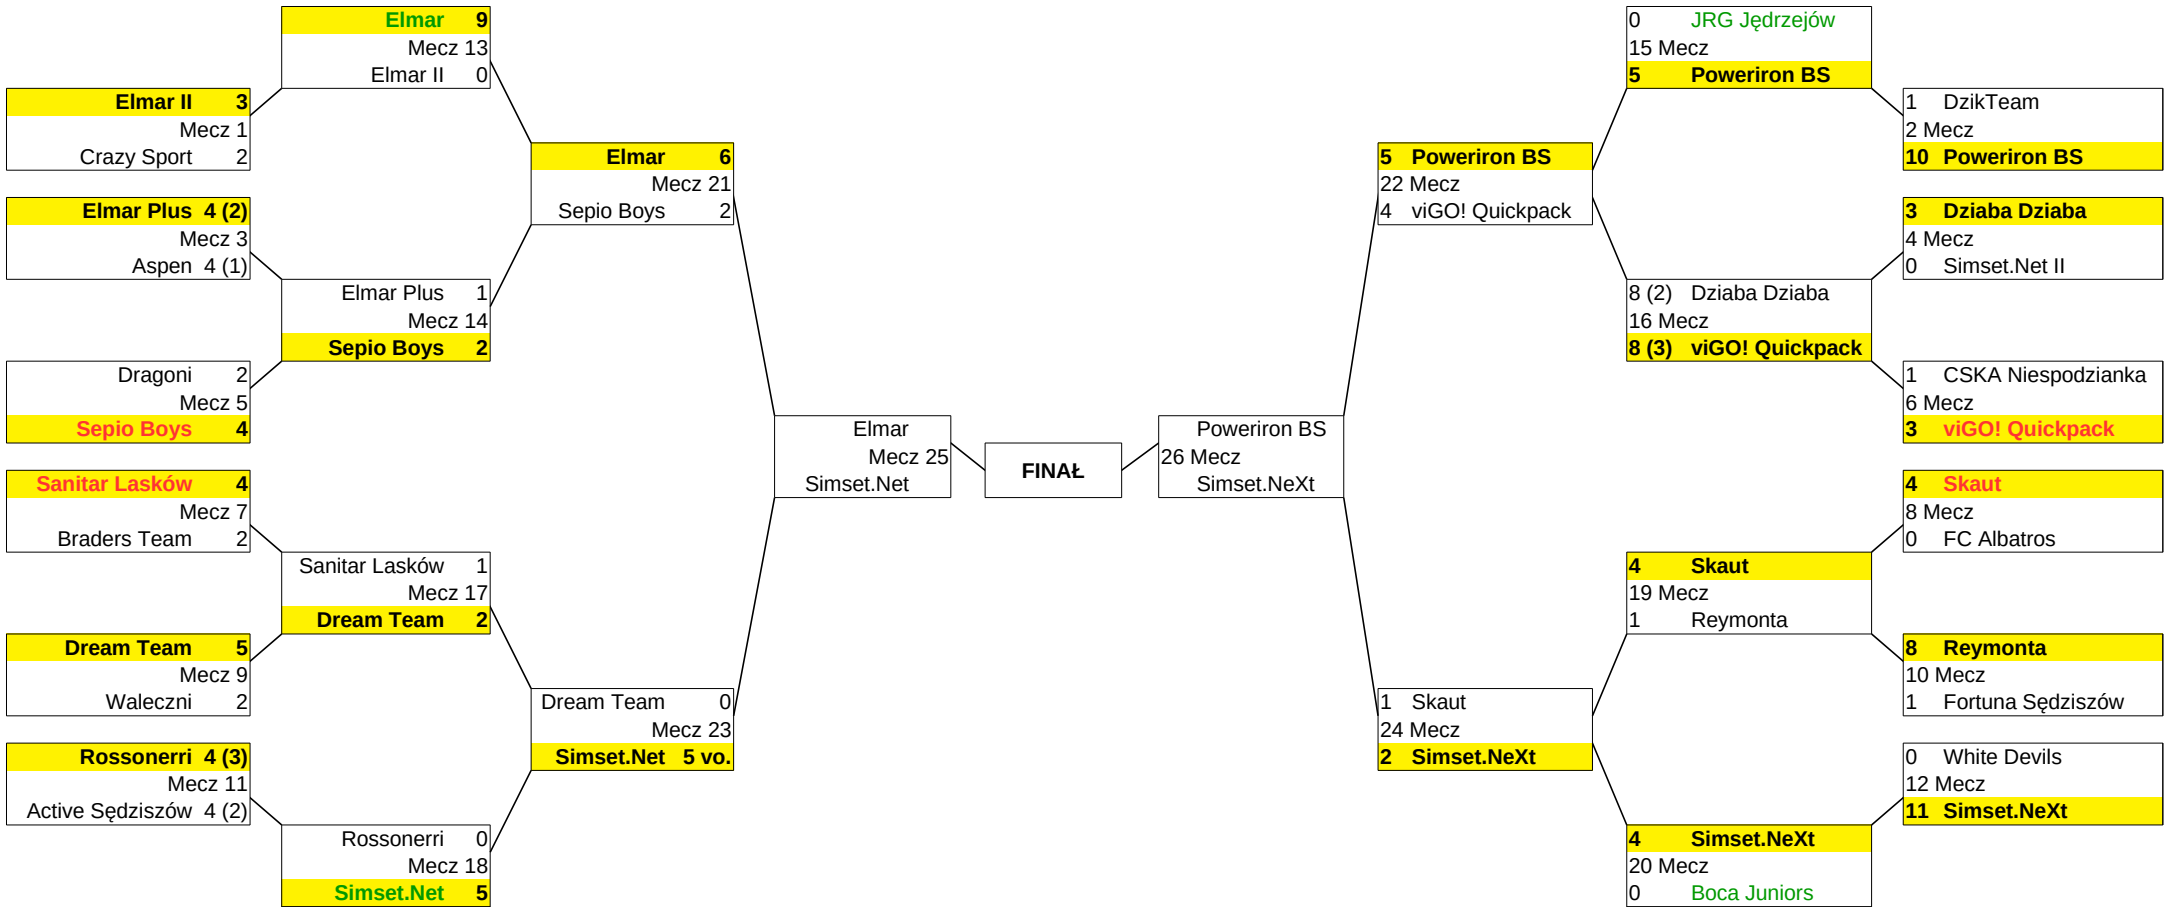 Elmar 9
Mecz 13
Elmar II 0
Elmar II 3
Mecz 1
Crazy Sport 2
Elmar Plus 4 (2)
Mecz 3
Aspen 4 (1)
Elmar Plus 1
Mecz 14
Sepio Boys 2
Dragoni 2
Mecz 5
Sepio Boys 4
Sanitar Lasków 4
Mecz 7
Braders Team 2
Sanitar Lasków 1
Mecz 17
Dream Team 2
Dream Team 5
Mecz 9
Waleczni 2
Rossonerri 4 (3)
Mecz 11
Active Sędziszów 4 (2)
Rossonerri 0
Mecz 18
Simset.Net 5
Elmar 6
Mecz 21
Sepio Boys 2
Dream Team 0
Mecz 23
Simset.Net 5 vo.
Elmar
Mecz 25
Simset.Net
FINAŁ
Poweriron BS
26 Mecz
Simset.NeXt
5 Poweriron BS
22 Mecz
4 viGO! Quickpack
1 Skaut
24 Mecz
2 Simset.NeXt
0 JRG Jędrzejów
15 Mecz
5 Poweriron BS
1 DzikTeam
2 Mecz
10 Poweriron BS
3 Dziaba Dziaba
4 Mecz
0 Simset.Net II
8 (2) Dziaba Dziaba
16 Mecz
8 (3) viGO! Quickpack
1 CSKA Niespodzianka
6 Mecz
3 viGO! Quickpack
4 Skaut
8 Mecz
0 FC Albatros
4 Skaut
19 Mecz
1 Reymonta
8 Reymonta
10 Mecz
1 Fortuna Sędziszów
0 White Devils
12 Mecz
11 Simset.NeXt
4 Simset.NeXt
20 Mecz
0 Boca Juniors